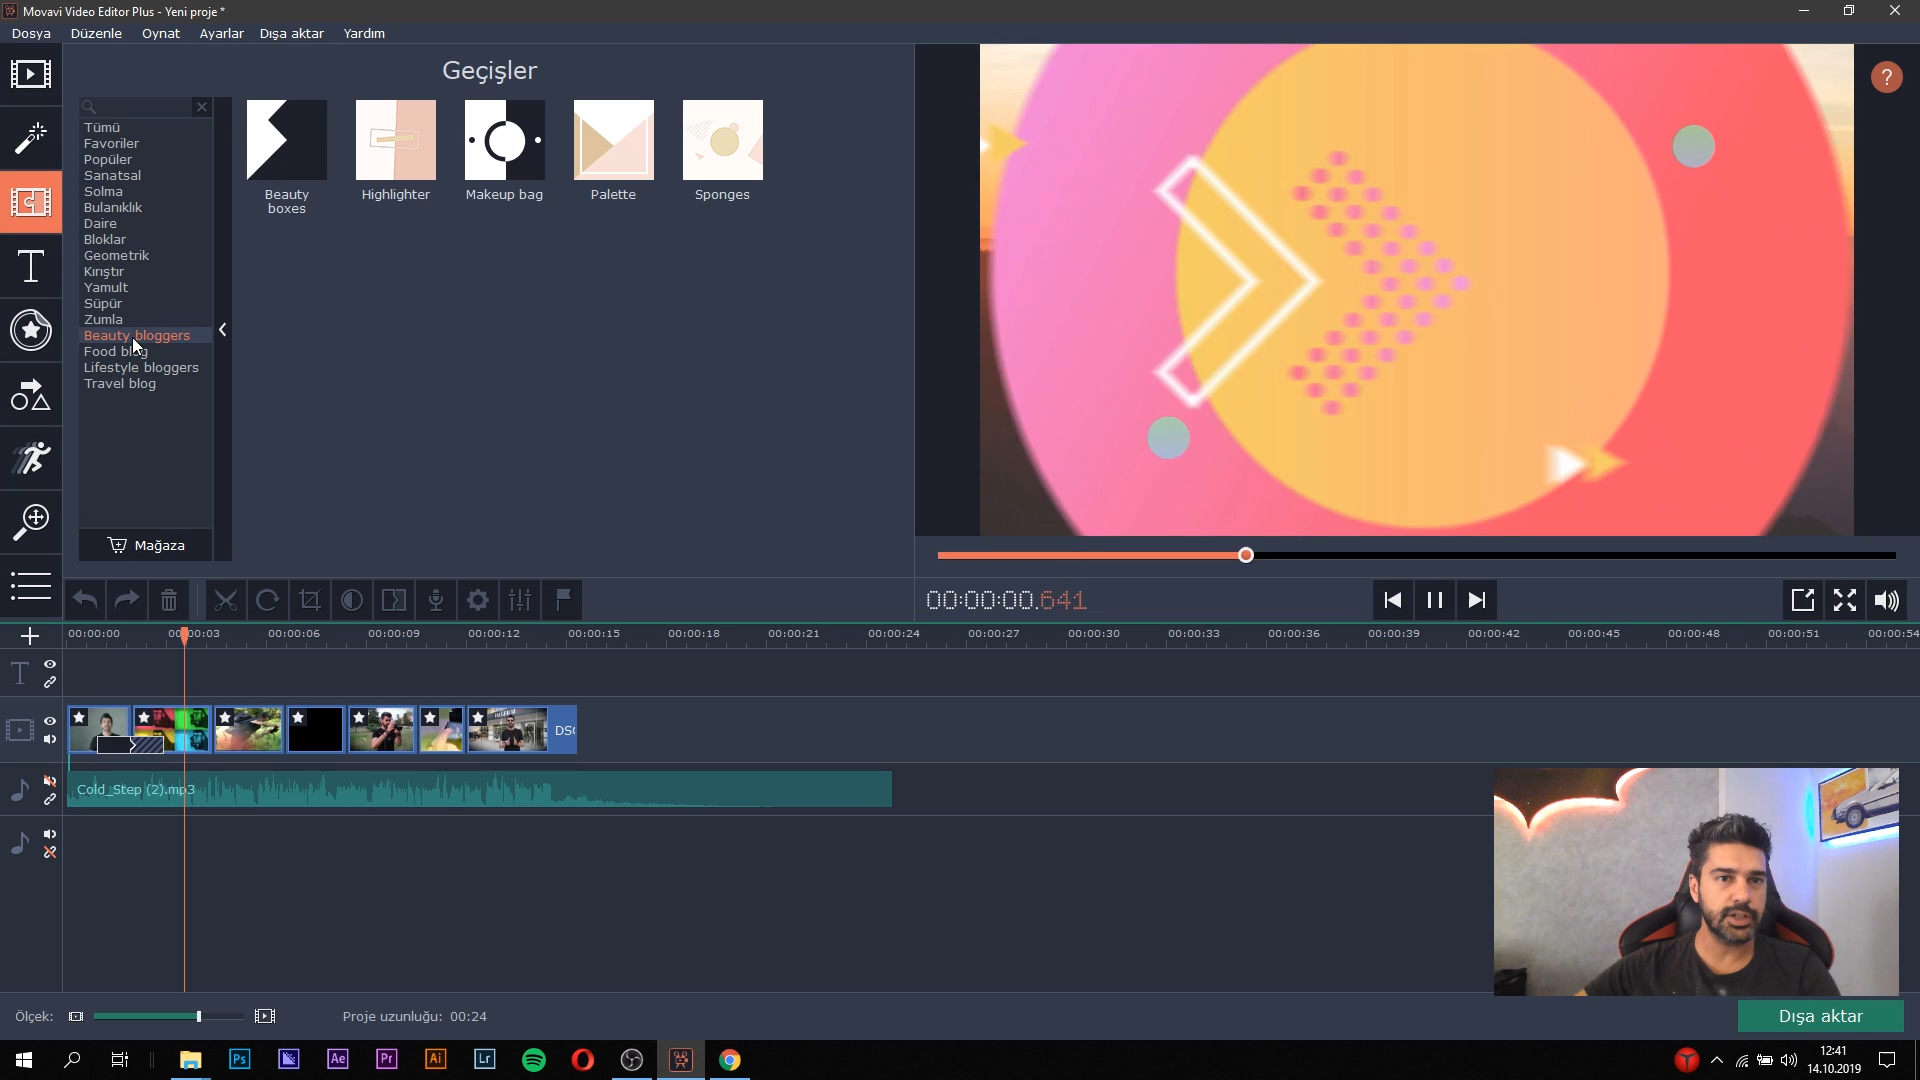 Movavi Video Editor Plus - Yeni proje *
Dosya Düzenle Oynat Ayarlar Dışa aktar Yardım
Geçişler
?
Tümü
Favoriler
Popüler
Sanatsal
Solma
Bulanıklık
Daire
Bloklar
Geometrik
Kırıştır
Yamult
Süpür
Zumla
Beauty bloggers
Food blog
Lifestyle bloggers
Travel blog
Mağaza
Beauty boxes
Highlighter
Makeup bag
Palette
Sponges
00:00:00.641
00:00:00 00:00:03 00:00:06 00:00:09 00:00:12 00:00:15 00:00:18 00:00:21 00:00:24 00:00:27 00:00:30 00:00:33 00:00:36 00:00:39 00:00:42 00:00:45 00:00:48 00:00:51 00:00:54
DSC
Cold_Step (2).mp3
Ölçek:
Proje uzunluğu: 00:24
Dışa aktar
Ps
Ae
Pr
Ai
Lr
12:41
14.10.2019